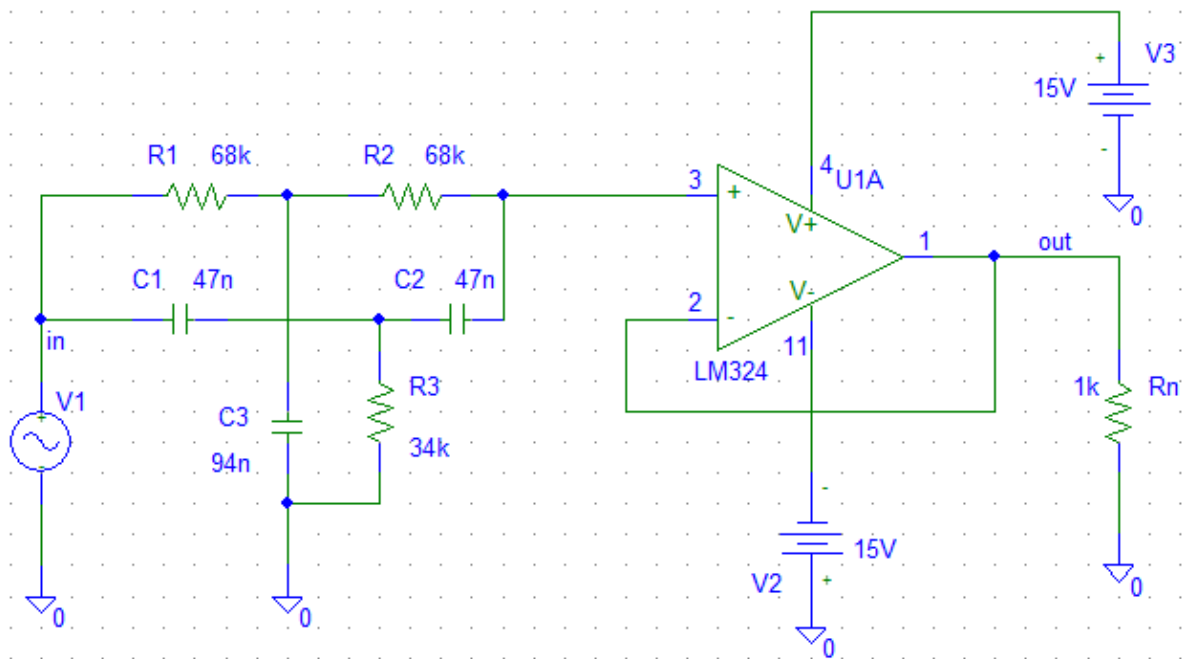 V3
+
15V
-
0
R1 68k
R2 68k
4
U1A
3
+
V+
1
out
C1 47n
C2 47n
2
-
V-
11
LM324
in
V1
+
-
R3
34k
C3
94n
1k Rn
-
15V
V2
+
0
0
0
0